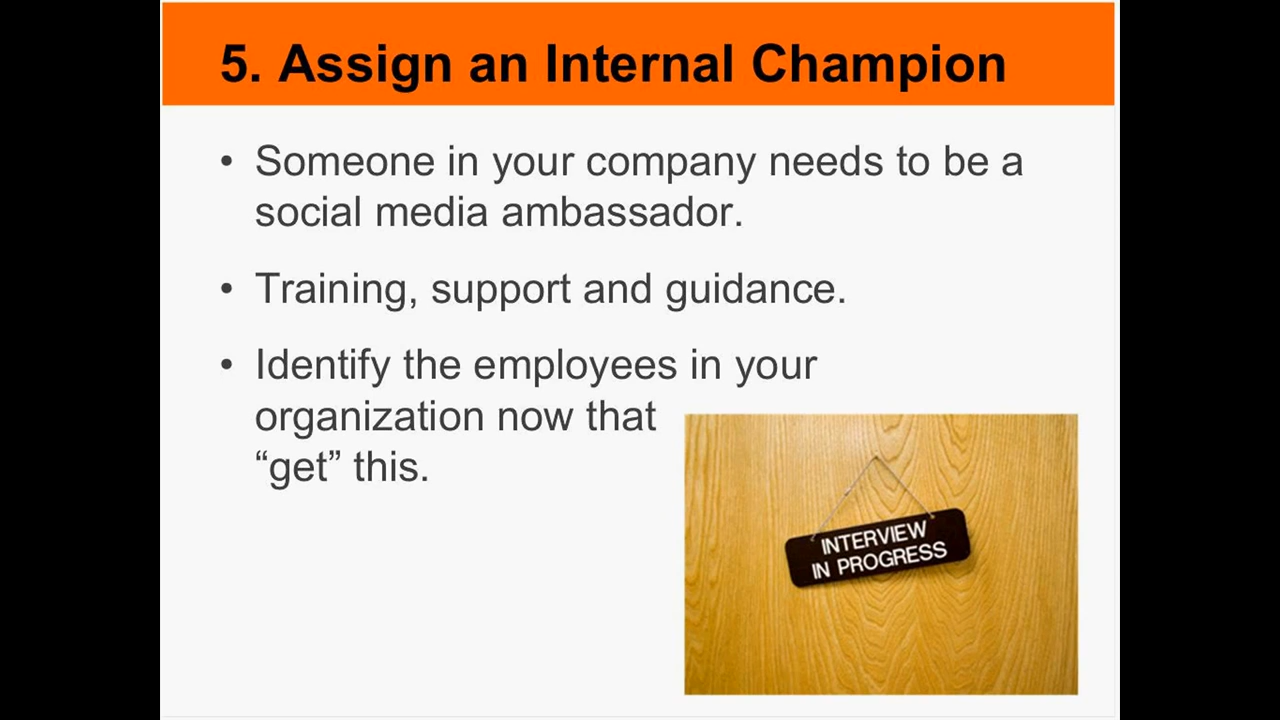 5. Assign an Internal Champion
• Someone in your company needs to be a
social media ambassador.
• Training, support and guidance.
• Identify the employees in your
organization now that
“get” this.
INTERVIEW
IN PROGRESS